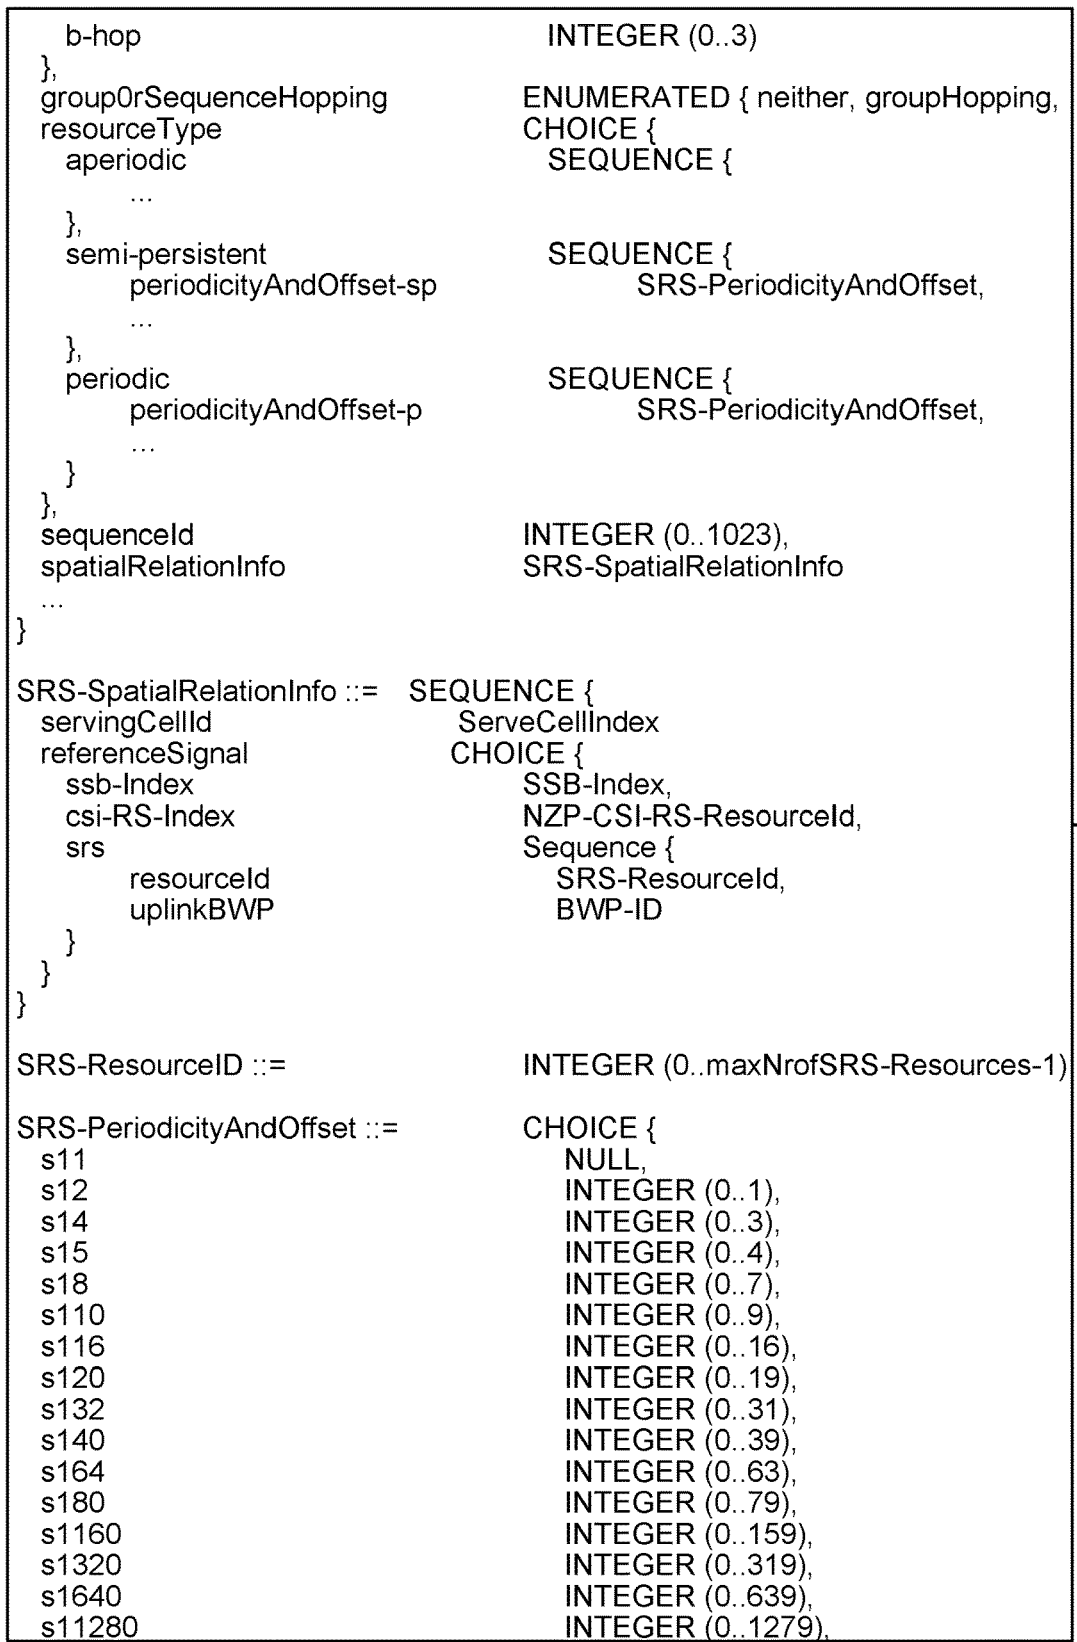 b-hop INTEGER (0..3)
},
group0rSequenceHopping ENUMERATED { neither, groupHopping,
resourceType CHOICE {
aperiodic SEQUENCE {
...
},
semi-persistent SEQUENCE {
periodicityAndOffset-sp SRS-PeriodicityAndOffset,
...
},
periodic SEQUENCE {
periodicityAndOffset-p SRS-PeriodicityAndOffset,
...
}
},
sequenceId INTEGER (0..1023),
spatialRelationInfo SRS-SpatialRelationInfo
...
}
SRS-SpatialRelationInfo ::= SEQUENCE {
servingCellId ServeCellIndex
referenceSignal CHOICE {
ssb-Index SSB-Index,
csi-RS-Index NZP-CSI-RS-ResourceId,
srs Sequence {
resourceId SRS-ResourceId,
uplinkBWP BWP-ID
}
}
}
SRS-ResourceID ::= INTEGER (0..maxNrofSRS-Resources-1)
SRS-PeriodicityAndOffset ::= CHOICE {
s11 NULL,
s12 INTEGER (0..1),
s14 INTEGER (0..3),
s15 INTEGER (0..4),
s18 INTEGER (0..7),
s110 INTEGER (0..9),
s116 INTEGER (0..16),
s120 INTEGER (0..19),
s132 INTEGER (0..31),
s140 INTEGER (0..39),
s164 INTEGER (0..63),
s180 INTEGER (0..79),
s1160 INTEGER (0..159),
s1320 INTEGER (0..319),
s1640 INTEGER (0..639),
s11280 INTEGER (0..1279),